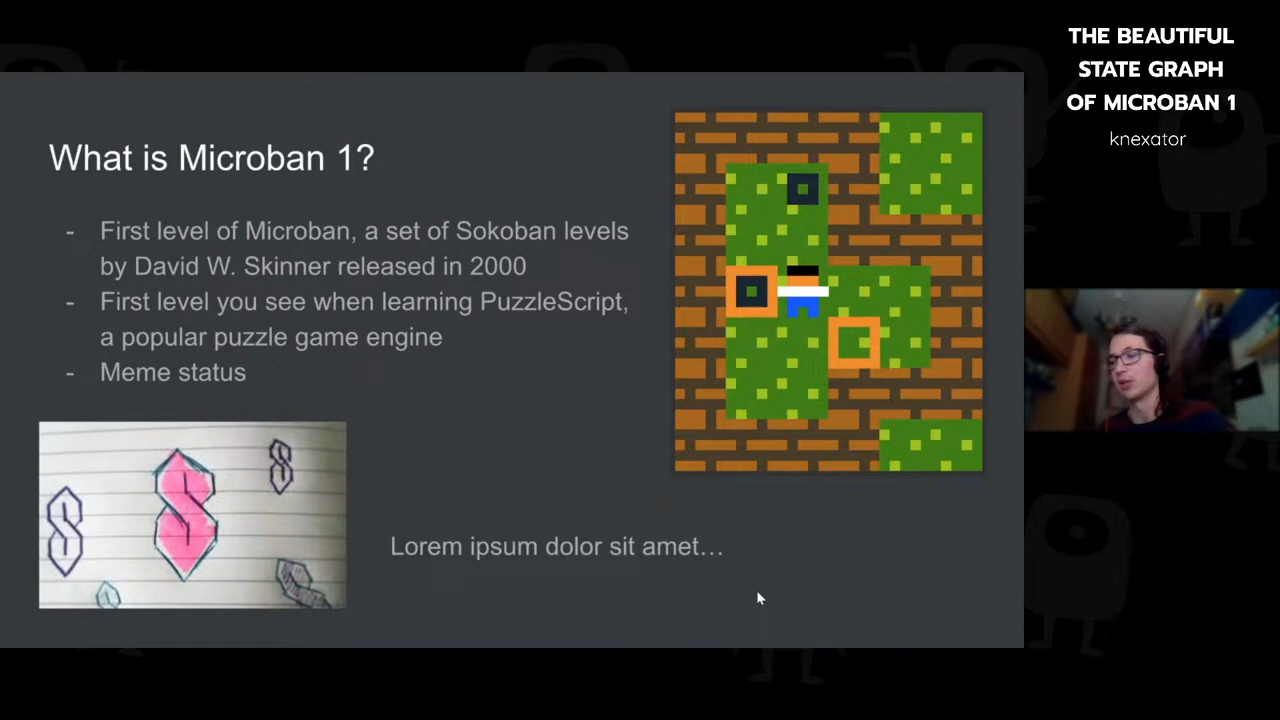 THE BEAUTIFUL
STATE GRAPH
OF MICROBAN 1
knexator
What is Microban 1?
- First level of Microban, a set of Sokoban levels
by David W. Skinner released in 2000
- First level you see when learning PuzzleScript,
a popular puzzle game engine
- Meme status
Lorem ipsum dolor sit amet…